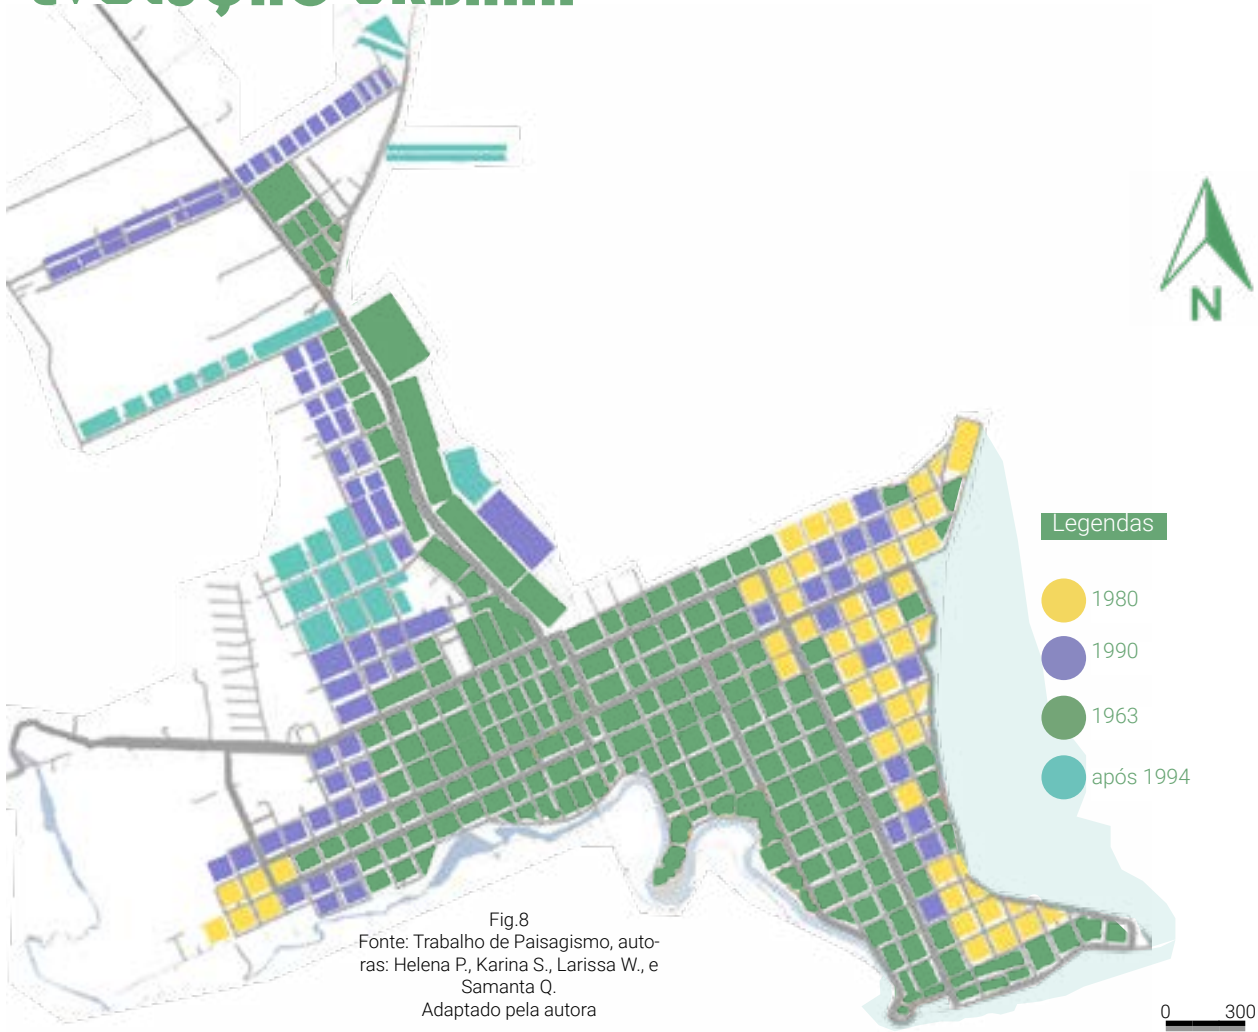 N
Legendas
1980
1990
1963
após 1994
Fig.8
Fonte: Trabalho de Paisagismo, auto-
ras: Helena P., Karina S., Larissa W., e
Samanta Q.
Adaptado pela autora
0 300